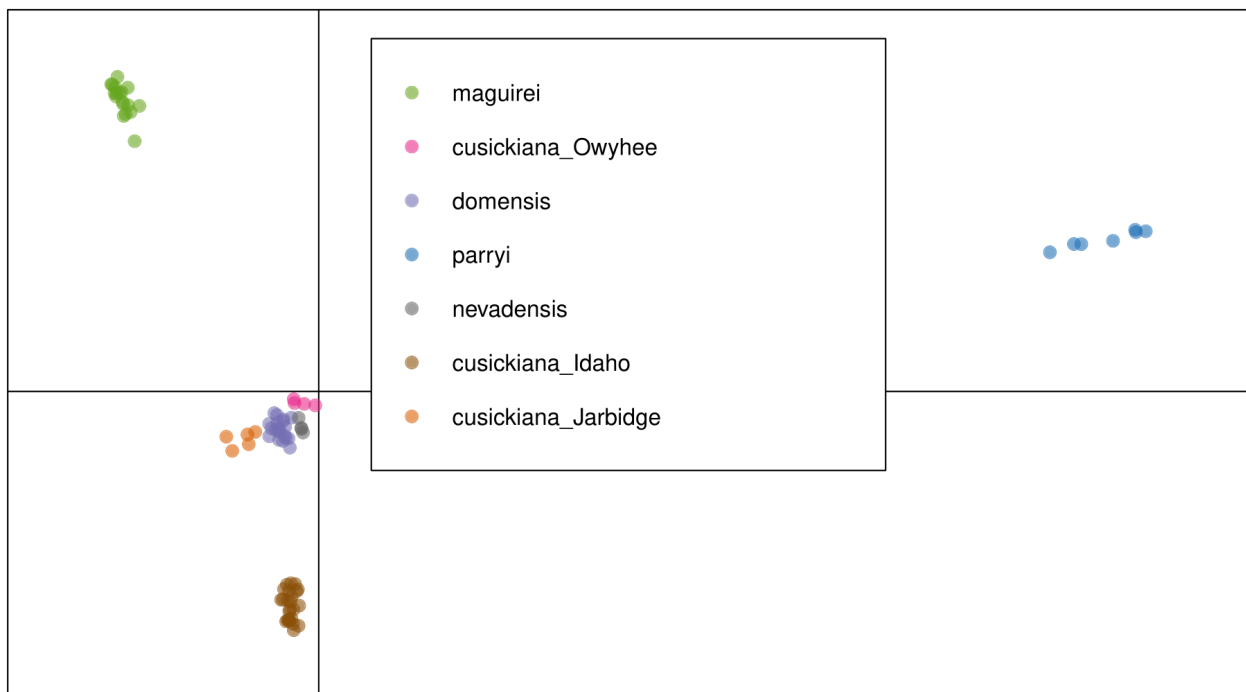 maguirei
cusickiana_Owyhee
domensis
parryi
nevadensis
cusickiana_Idaho
cusickiana_Jarbidge